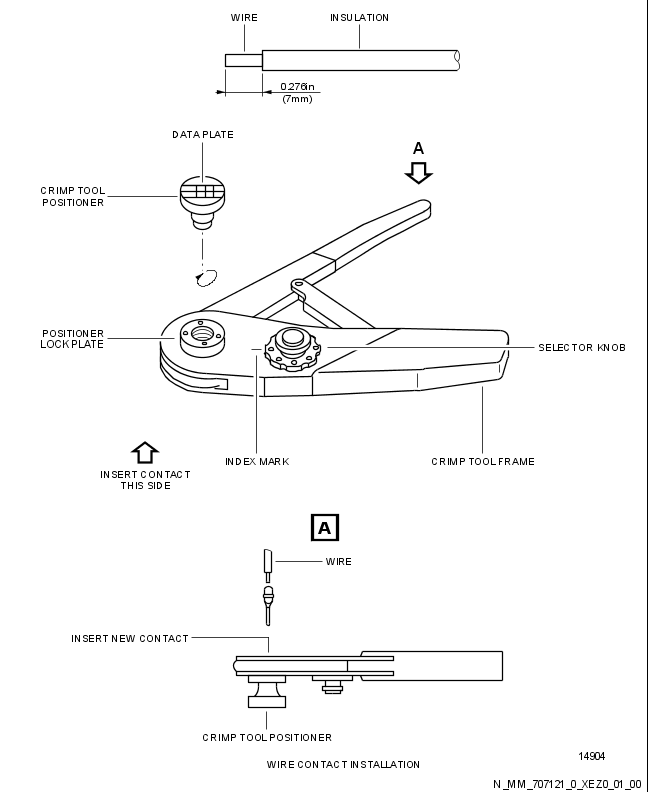 WIRE
INSULATION
0.276in
(7mm)
DATA PLATE
A
CRIMP TOOL
POSITIONER
POSITIONER
LOCK PLATE
SELECTOR KNOB
INDEX MARK
CRIMP TOOL FRAME
INSERT CONTACT
THIS SIDE
A
WIRE
INSERT NEW CONTACT
CRIMP TOOL POSITIONER
14904
WIRE CONTACT INSTALLATION
N_MM_707121_0_XEZ0_01_00